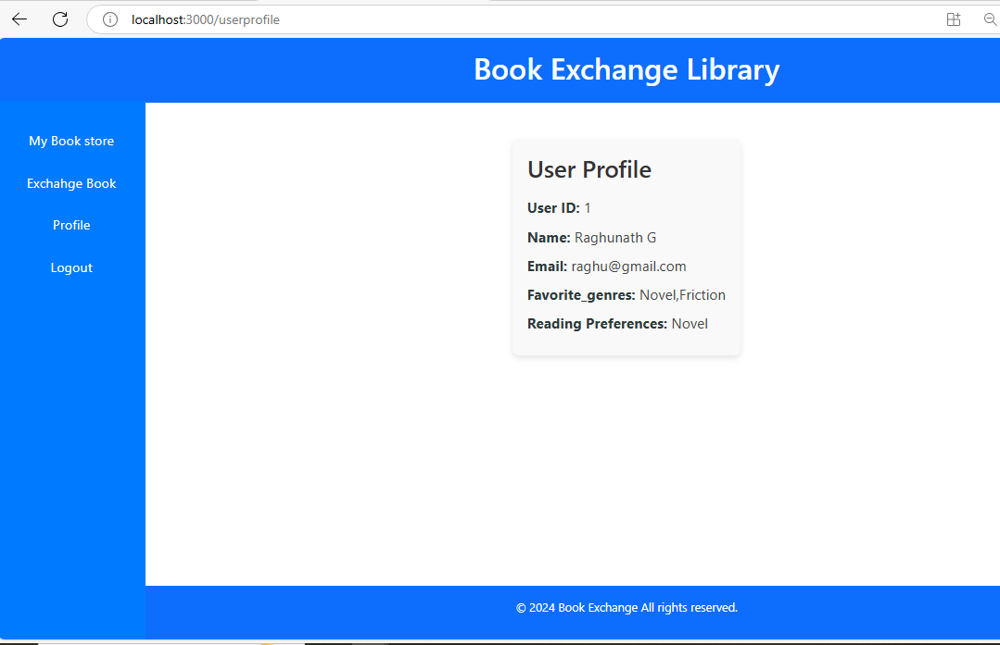 localhost:3000/userprofile
Book Exchange Library
My Book store
Exchahge Book
Profile
Logout
User Profile
User ID: 1
Name: Raghunath G
Email: raghu@gmail.com
Favorite_genres: Novel,Friction
Reading Preferences: Novel
© 2024 Book Exchange All rights reserved.